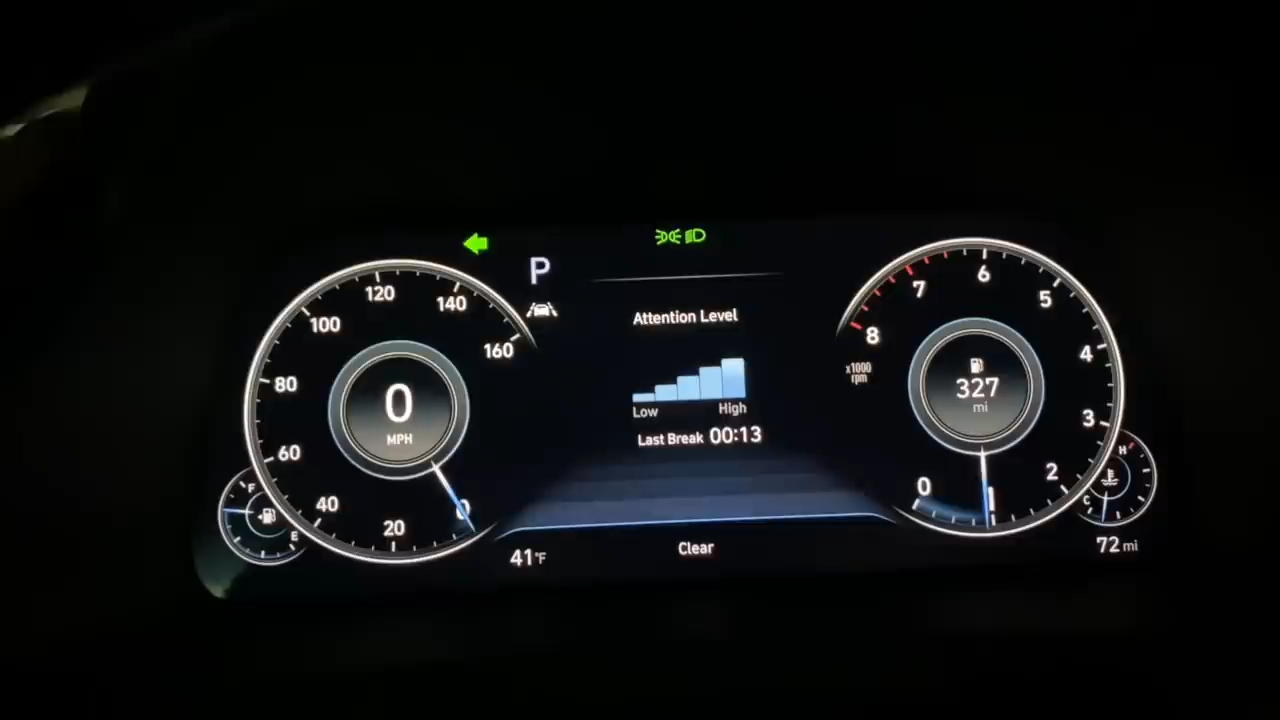 P
120
140
100
160
80
0
MPH
60
40
20
0
F
E
Attention Level
Low
High
Last Break 00:13
Clear
41°F
6
7
5
8
4
x1000
rpm
327
mi
3
2
0
1
H
C
72 mi